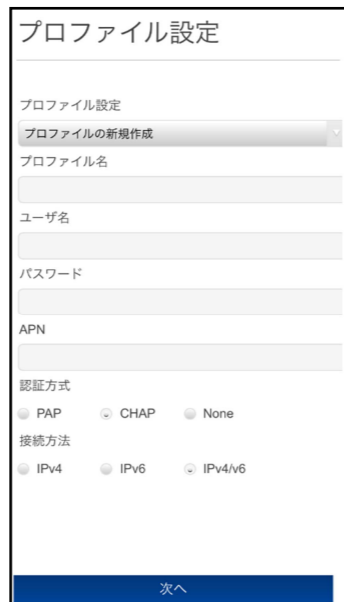 プロファイル設定
プロファイル設定
プロファイルの新規作成
プロファイル名
ユーザ名
パスワード
APN
認証方式
PAP CHAP None
接続方法
IPv4 IPv6 IPv4/v6
次へ